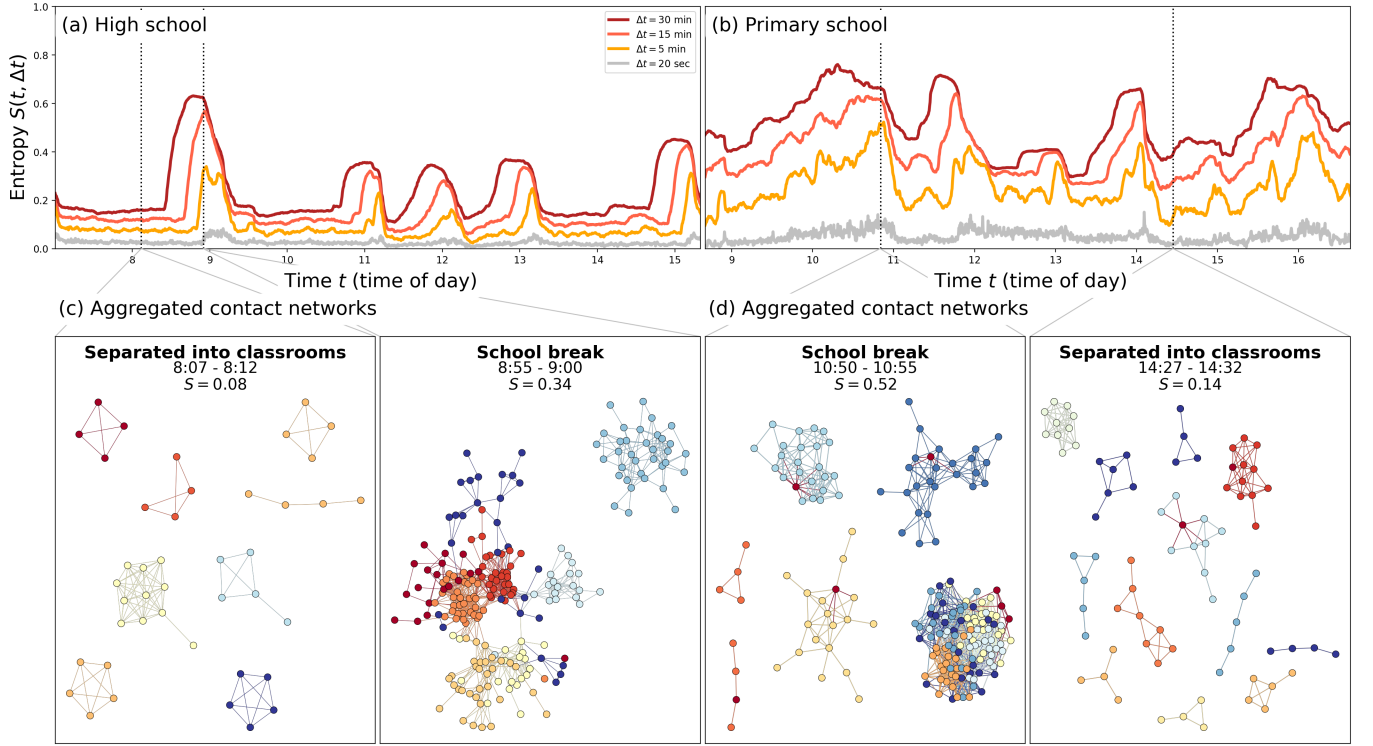 (a) High school
(b) Primary school
Δt = 30 min
Δt = 15 min
Δt = 5 min
Δt = 20 sec
Entropy S(t, Δt)
1.0
0.8
0.6
0.4
0.2
0.0
8 9 10 11 12 13 14 15
9 10 11 12 13 14 15 16
Time t (time of day)
Time t (time of day)
(c) Aggregated contact networks
(d) Aggregated contact networks
Separated into classrooms
8:07 - 8:12
S = 0.08
School break
8:55 - 9:00
S = 0.34
School break
10:50 - 10:55
S = 0.52
Separated into classrooms
14:27 - 14:32
S = 0.14